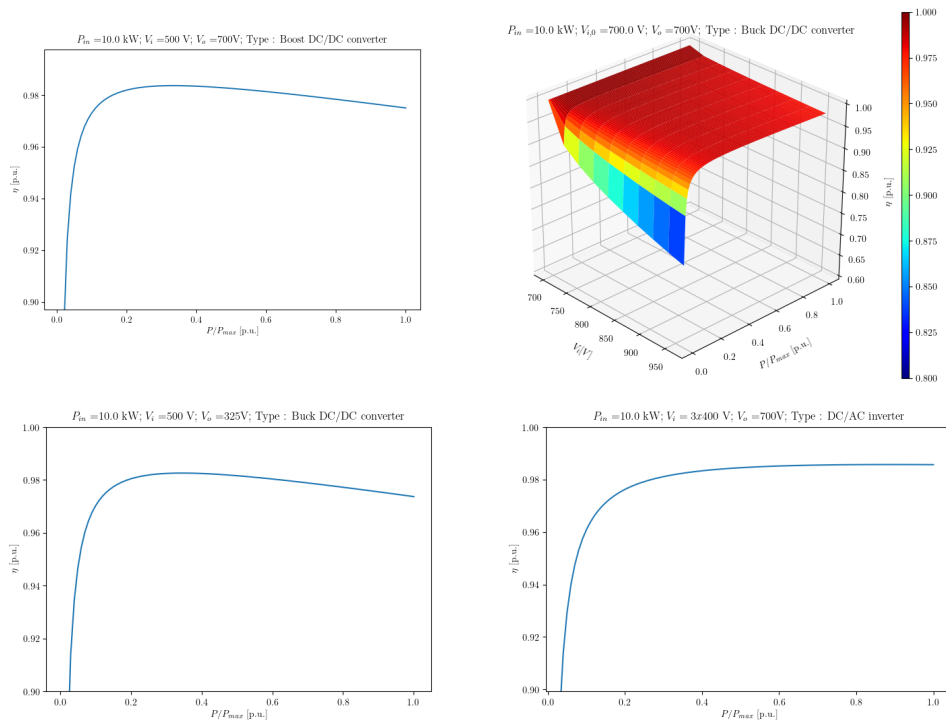 P_in =10.0 kW; V_i =500 V; V_o =700V; Type : Boost DC/DC converter
0.98
0.96
0.94
0.92
0.90
η [p.u.]
0.0 0.2 0.4 0.6 0.8 1.0
P/P_max [p.u.]
P_in =10.0 kW; V_i,0 =700.0 V; V_o =700V; Type : Buck DC/DC converter
1.00
0.95
0.90
0.85
0.80
0.75
0.70
0.65
0.60
η [p.u.]
700
750
800
850
900
950
V_i[V]
0.0
0.2
0.4
0.6
0.8
1.0
P/P_max [p.u.]
1.000
0.975
0.950
0.925
0.900
0.875
0.850
0.825
0.800
P_in =10.0 kW; V_i =500 V; V_o =325V; Type : Buck DC/DC converter
1.00
0.98
0.96
0.94
0.92
0.90
η [p.u.]
0.0 0.2 0.4 0.6 0.8 1.0
P/P_max [p.u.]
P_in =10.0 kW; V_i = 3x400 V; V_o =700V; Type : DC/AC inverter
1.00
0.98
0.96
0.94
0.92
0.90
η [p.u.]
0.0 0.2 0.4 0.6 0.8 1.0
P/P_max [p.u.]